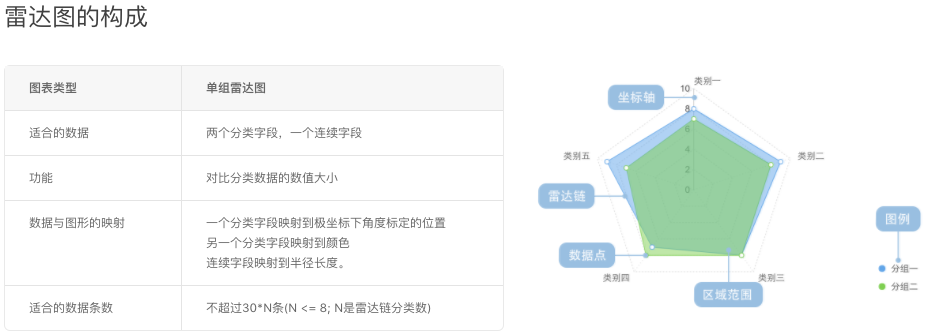 雷达图的构成
图表类型 单组雷达图
适合的数据 两个分类字段，一个连续字段
功能 对比分类数据的数值大小
数据与图形的映射 一个分类字段映射到极坐标下角度标定的位置
另一个分类字段映射到颜色
连续字段映射到半径长度。
适合的数据条数 不超过30*N条(N <= 8; N是雷达链分类数)
类别一
10
坐标轴
8
6
4
2
0
类别五
类别二
雷达链
图例
数据点
类别四
类别三
区域范围
分组一
分组二